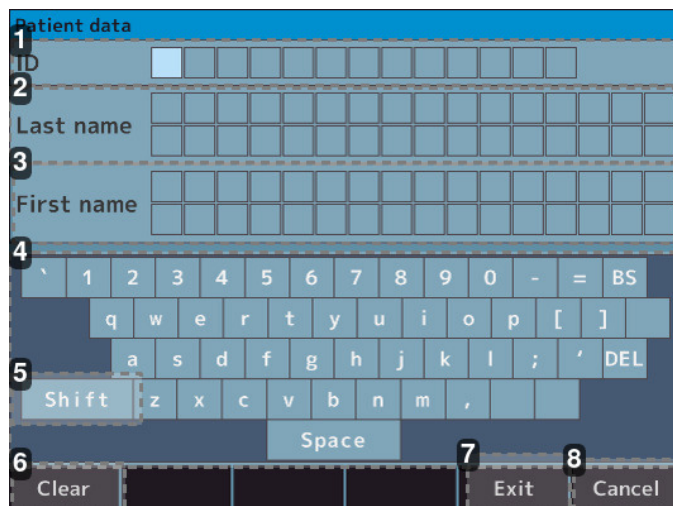 Patient data
1
ID
2
Last name
3
First name
4
` 1 2 3 4 5 6 7 8 9 0 - = BS
q w e r t y u i o p [ ]
a s d f g h j k l ; ‘ DEL
5
Shift z x c v b n m ,
Space
6 7 8
Clear Exit Cancel